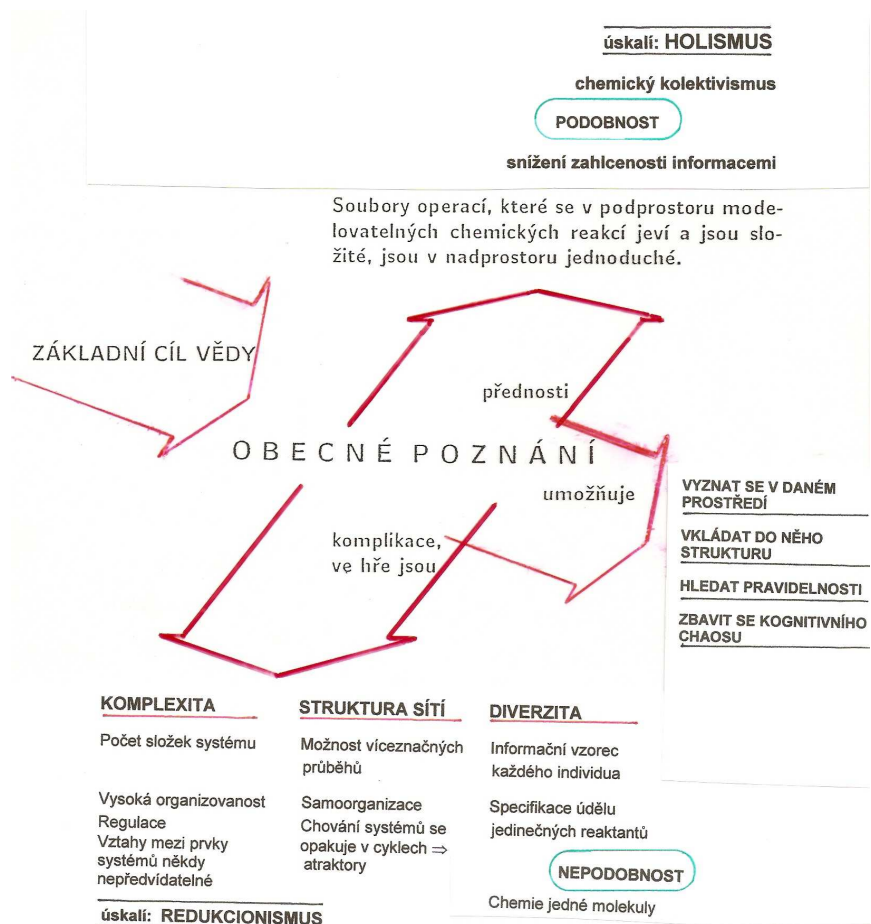 úskalí: HOLISMUS
chemický kolektivismus
PODOBNOST
snížení zahlcenosti informacemi
Soubory operací, které se v podprostoru mode-
lovatelných chemických reakcí jeví a jsou slo-
žité, jsou v nadprostoru jednoduché.
ZÁKLADNÍ CÍL VĚDY
přednosti
OBECNÉ POZNÁNÍ
umožňuje
VYZNAT SE V DANÉM
PROSTŘEDÍ
VKLÁDAT DO NĚHO
STRUKTURU
HLEDAT PRAVIDELNOSTI
ZBAVIT SE KOGNITIVNÍHO
CHAOSU
komplikace,
ve hře jsou
KOMPLEXITA
Počet složek systému
Vysoká organizovanost
Regulace
Vztahy mezi prvky
systémů někdy
nepředvídatelné
úskalí: REDUKCIONISMUS
STRUKTURA SÍTÍ
Možnost víceznačných
průběhů
Samoorganizace
Chování systémů se
opakuje v cyklech ⇒
atraktory
DIVERZITA
Informační vzorec
každého individua
Specifikace údělu
jedinečných reaktantů
NEPODOBNOST
Chemie jedné molekuly